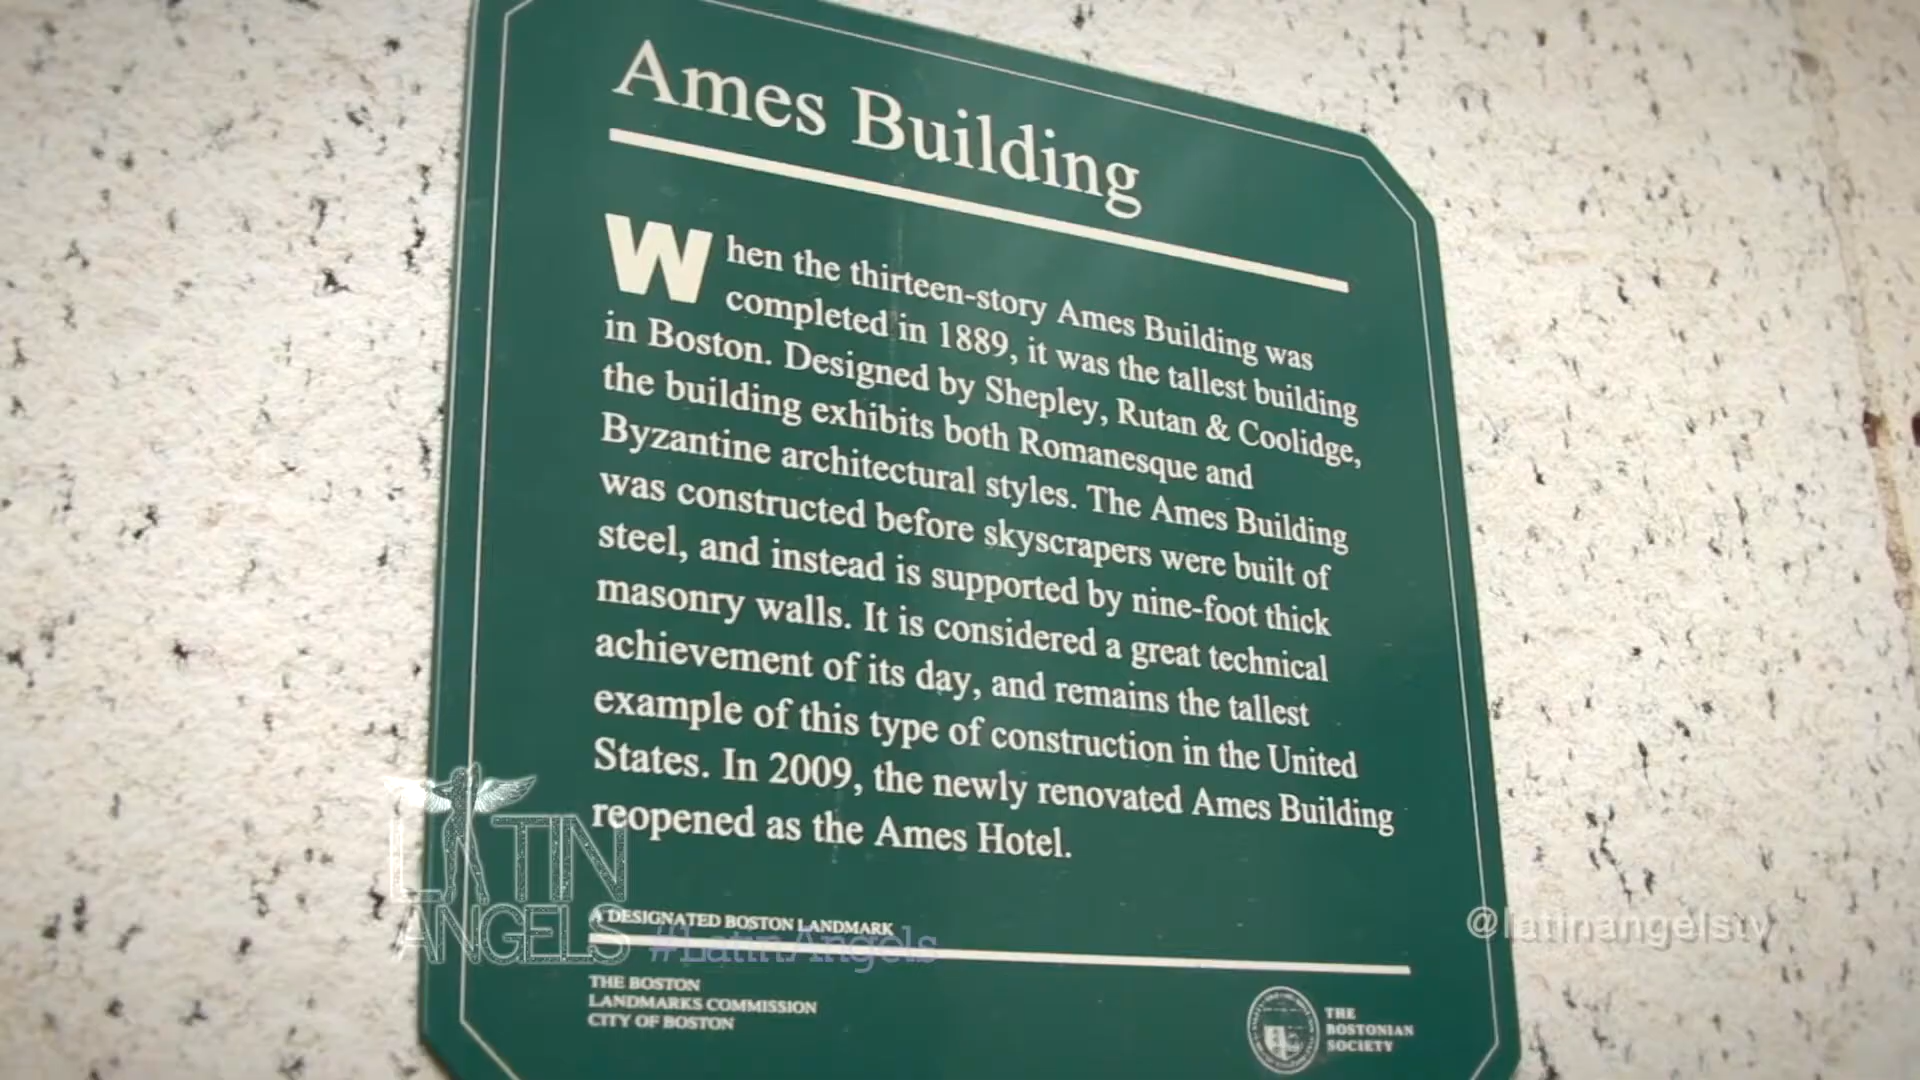 Ames Building
When the thirteen-story Ames Building was
completed in 1889, it was the tallest building
in Boston. Designed by Shepley, Rutan & Coolidge,
the building exhibits both Romanesque and
Byzantine architectural styles. The Ames Building
was constructed before skyscrapers were built of
steel, and instead is supported by nine-foot thick
masonry walls. It is considered a great technical
achievement of its day, and remains the tallest
example of this type of construction in the United
States. In 2009, the newly renovated Ames Building
reopened as the Ames Hotel.
A DESIGNATED BOSTON LANDMARK
THE BOSTON
LANDMARKS COMMISSION
CITY OF BOSTON
THE
BOSTONIAN
SOCIETY
LATIN
ANGELS
#LatinAngels
@latinangelstv